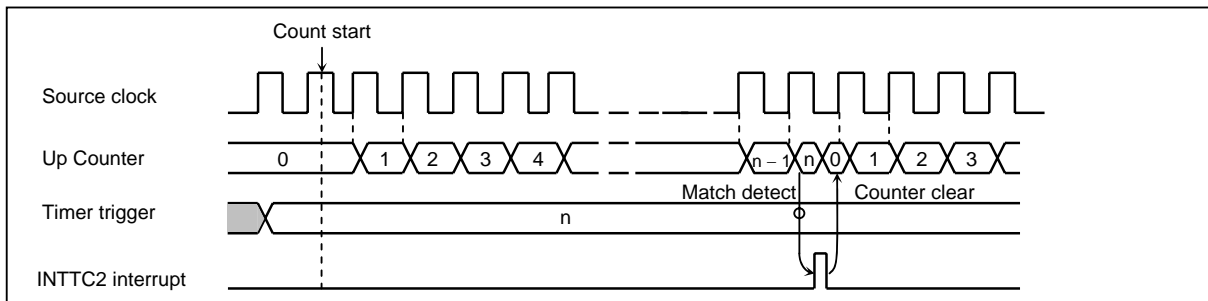 Count start
Source clock
Up Counter
0 1 2 3 4 n – 1 n 0 1 2 3
Match detect
Counter clear
Timer trigger
n
INTTC2 interrupt